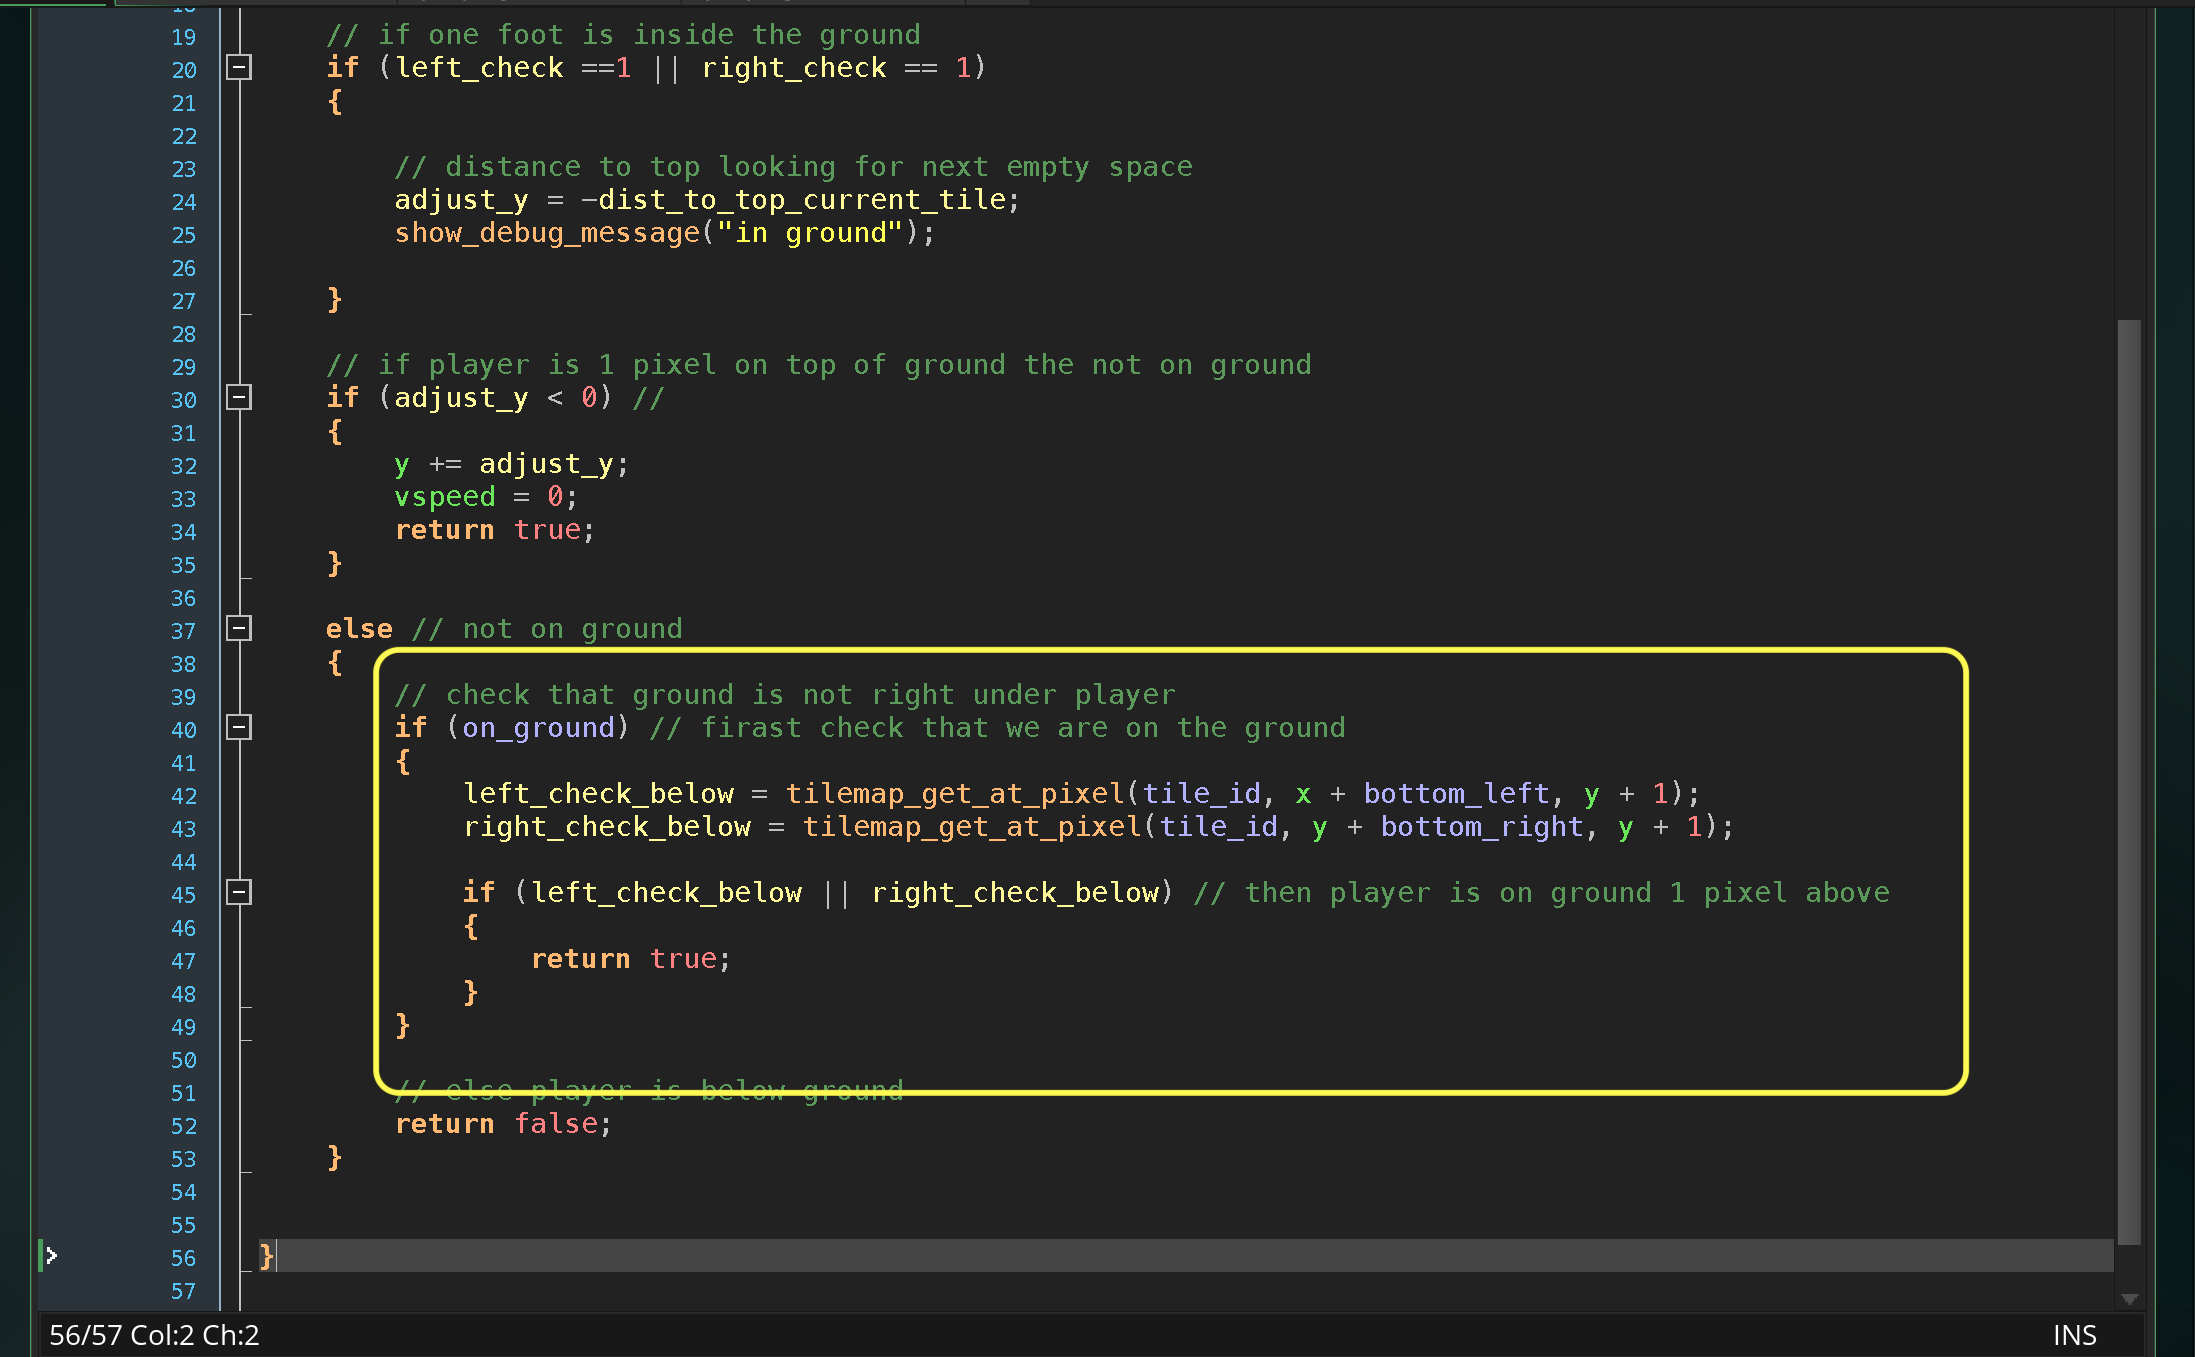 19 // if one foot is inside the ground
20 if (left_check ==1 || right_check == 1)
21 {
22
23 // distance to top looking for next empty space
24 adjust_y = -dist_to_top_current_tile;
25 show_debug_message("in ground");
26
27 }
28
29 // if player is 1 pixel on top of ground the not on ground
30 if (adjust_y < 0) //
31 {
32 y += adjust_y;
33 vspeed = 0;
34 return true;
35 }
36
37 else // not on ground
38 {
39 // check that ground is not right under player
40 if (on_ground) // firast check that we are on the ground
41 {
42 left_check_below = tilemap_get_at_pixel(tile_id, x + bottom_left, y + 1);
43 right_check_below = tilemap_get_at_pixel(tile_id, y + bottom_right, y + 1);
44
45 if (left_check_below || right_check_below) // then player is on ground 1 pixel above
46 {
47 return true;
48 }
49 }
50
51 // else player is below ground
52 return false;
53 }
54
55
56 }
57
56/57 Col:2 Ch:2 INS